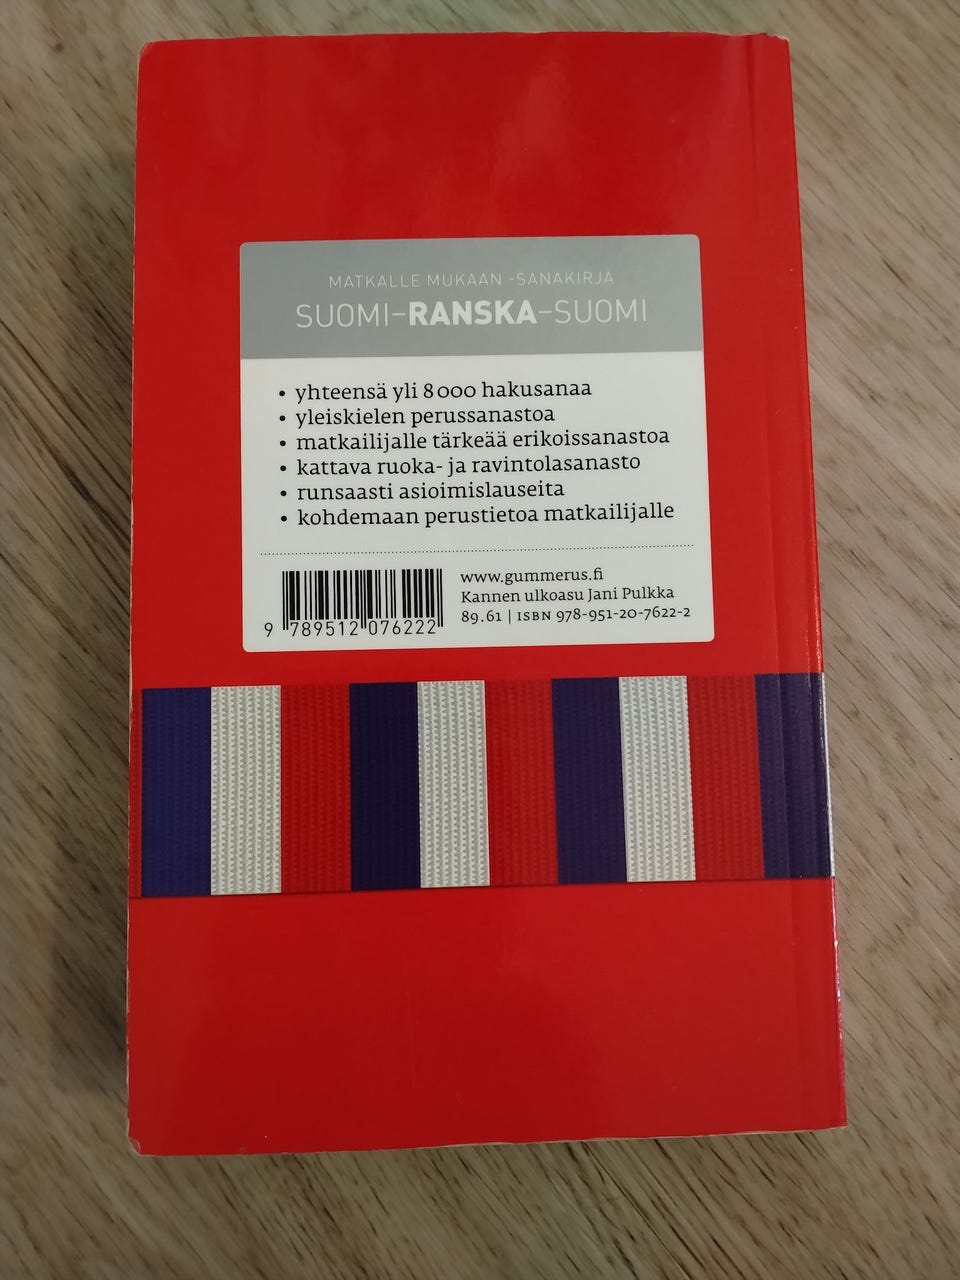 MATKALLE MUKAAN -SANAKIRJA
SUOMI–RANSKA–SUOMI
• yhteensä yli 8 000 hakusanaa
• yleiskielen perussanastoa
• matkailijalle tärkeää erikoissanastoa
• kattava ruoka- ja ravintolasanasto
• runsaasti asioimislauseita
• kohdemaan perustietoa matkailijalle
www.gummerus.fi
Kannen ulkoasu Jani Pulkka
89.61 | ISBN 978-951-20-7622-2
9 789512 076222